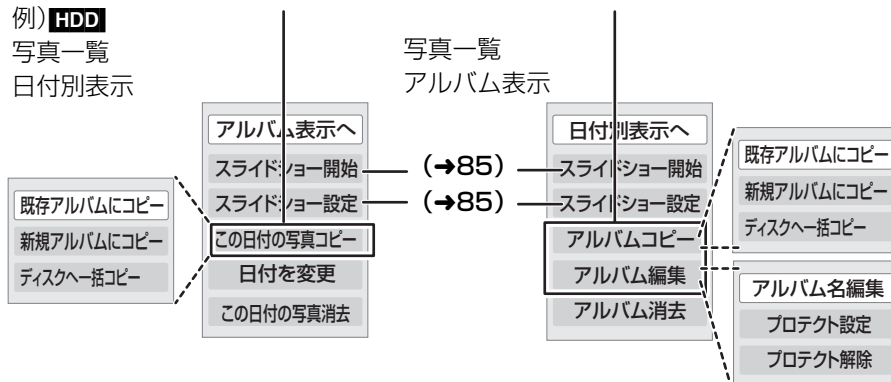 例) HDD
写真一覧
日付別表示
写真一覧
アルバム表示
アルバム表示へ
スライドショー開始
スライドショー設定
この日付の写真コピー
日付を変更
この日付の写真消去
既存アルバムにコピー
新規アルバムにコピー
ディスクへ一括コピー
(➜85)
(➜85)
日付別表示へ
スライドショー開始
スライドショー設定
アルバムコピー
アルバム編集
アルバム消去
既存アルバムにコピー
新規アルバムにコピー
ディスクへ一括コピー
アルバム名編集
プロテクト設定
プロテクト解除